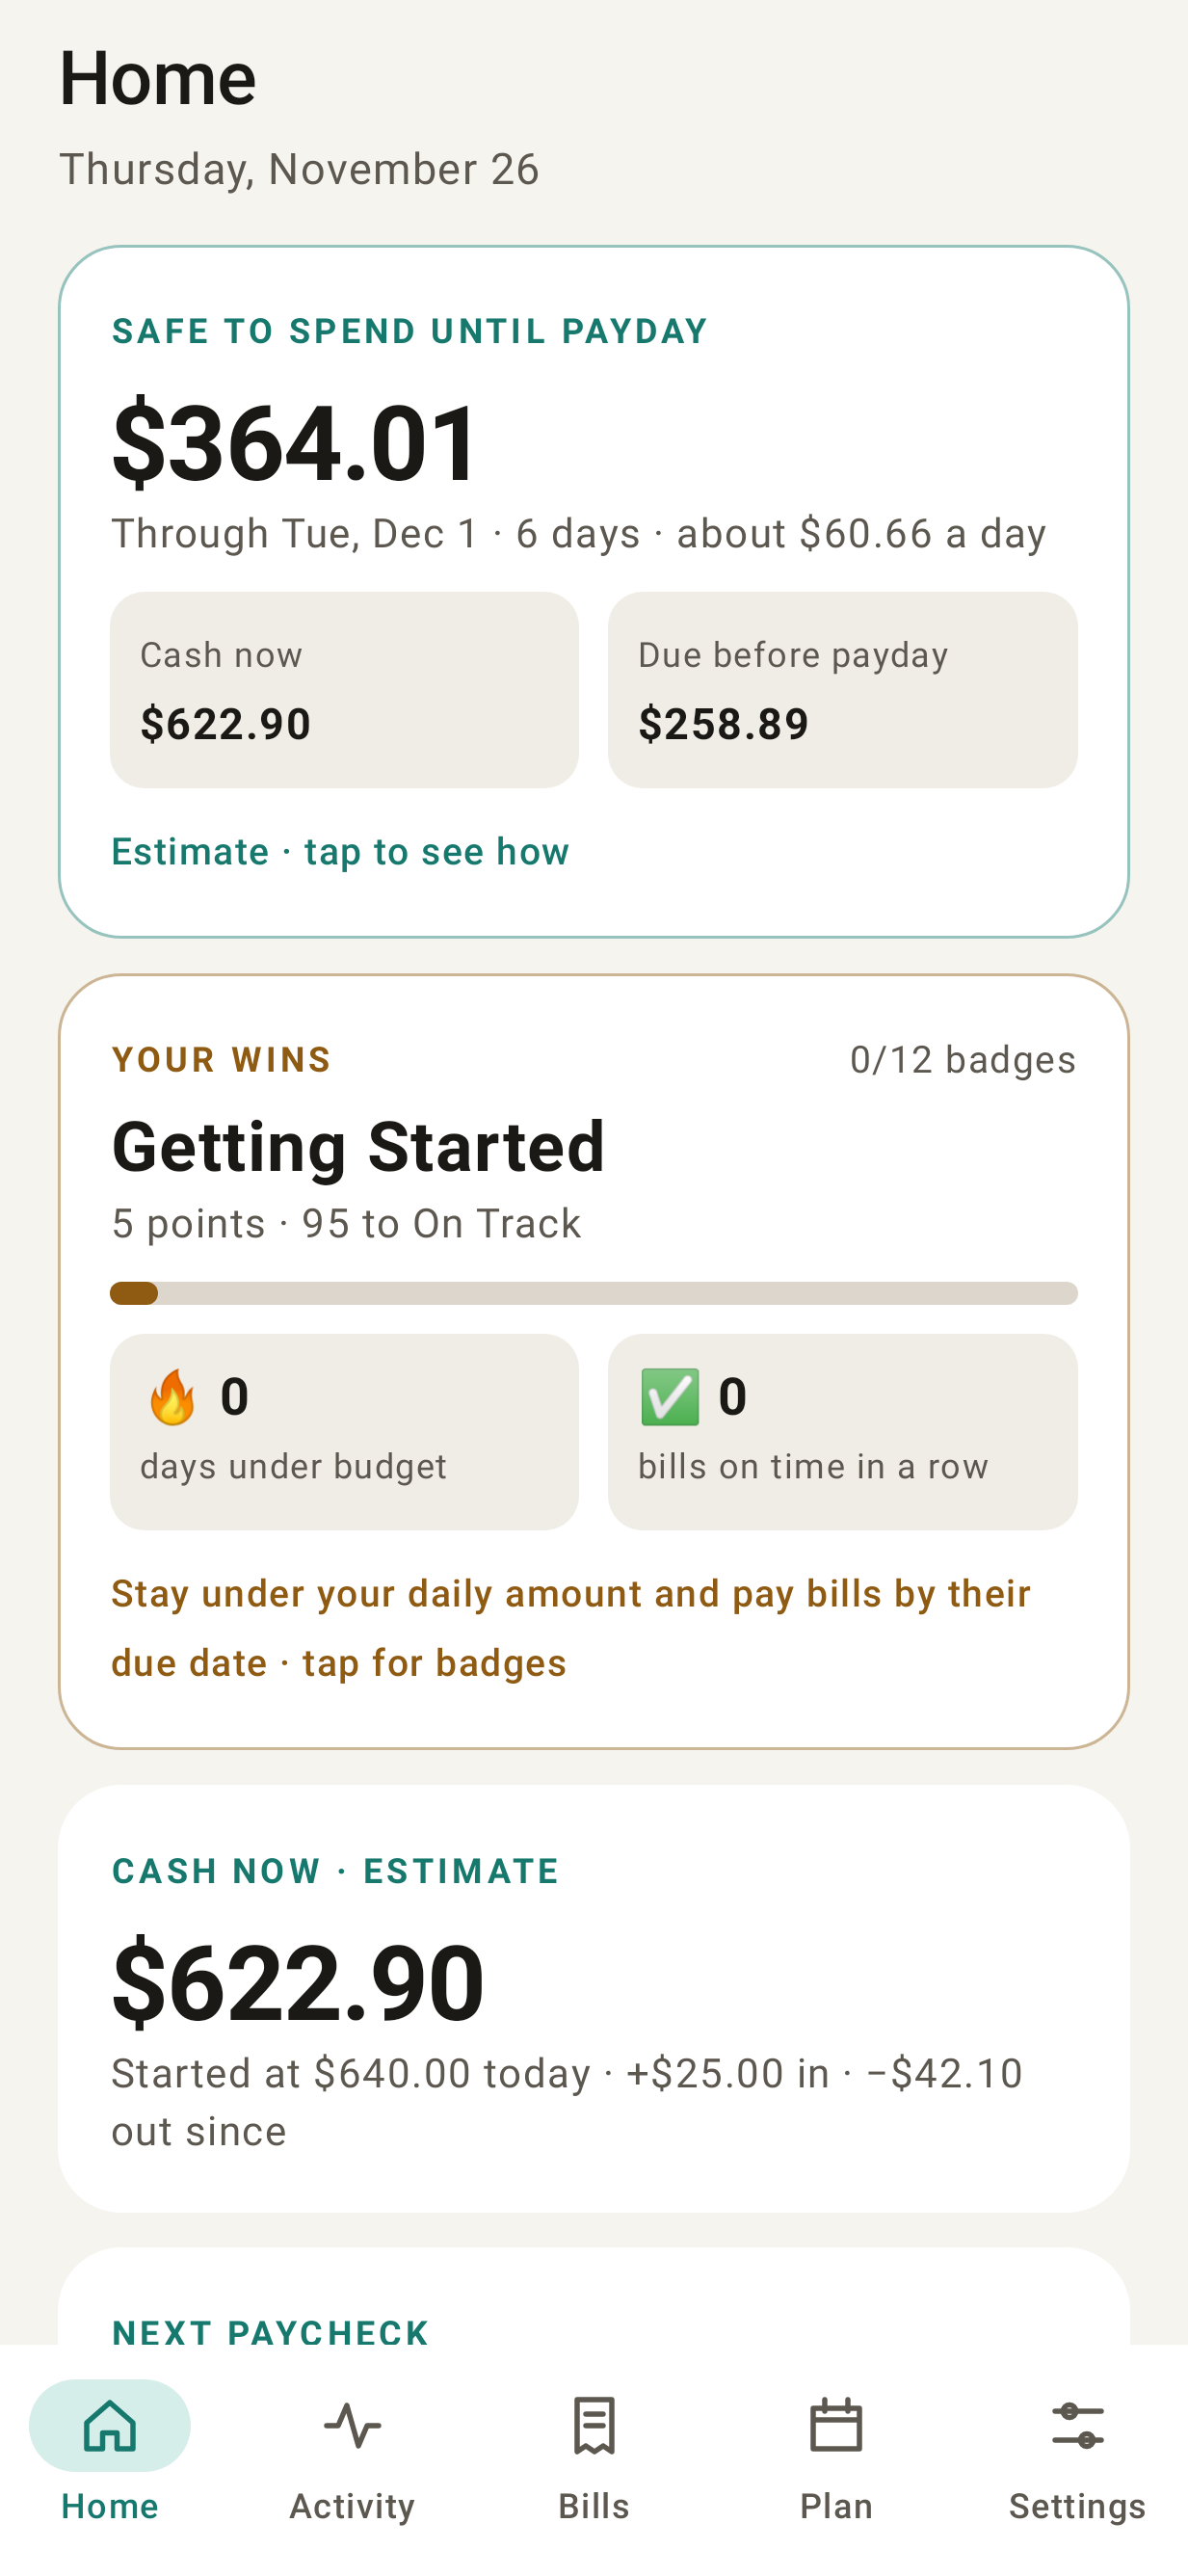 Home
Thursday, November 26
SAFE TO SPEND UNTIL PAYDAY
$364.01
Through Tue, Dec 1 · 6 days · about $60.66 a day
Cash now
$622.90
Due before payday
$258.89
Estimate · tap to see how
YOUR WINS
0/12 badges
Getting Started
5 points · 95 to On Track
🔥 0
days under budget
✅ 0
bills on time in a row
Stay under your daily amount and pay bills by their
due date · tap for badges
CASH NOW · ESTIMATE
$622.90
Started at $640.00 today · +$25.00 in · −$42.10
out since
NEXT PAYCHECK
Home
Activity
Bills
Plan
Settings